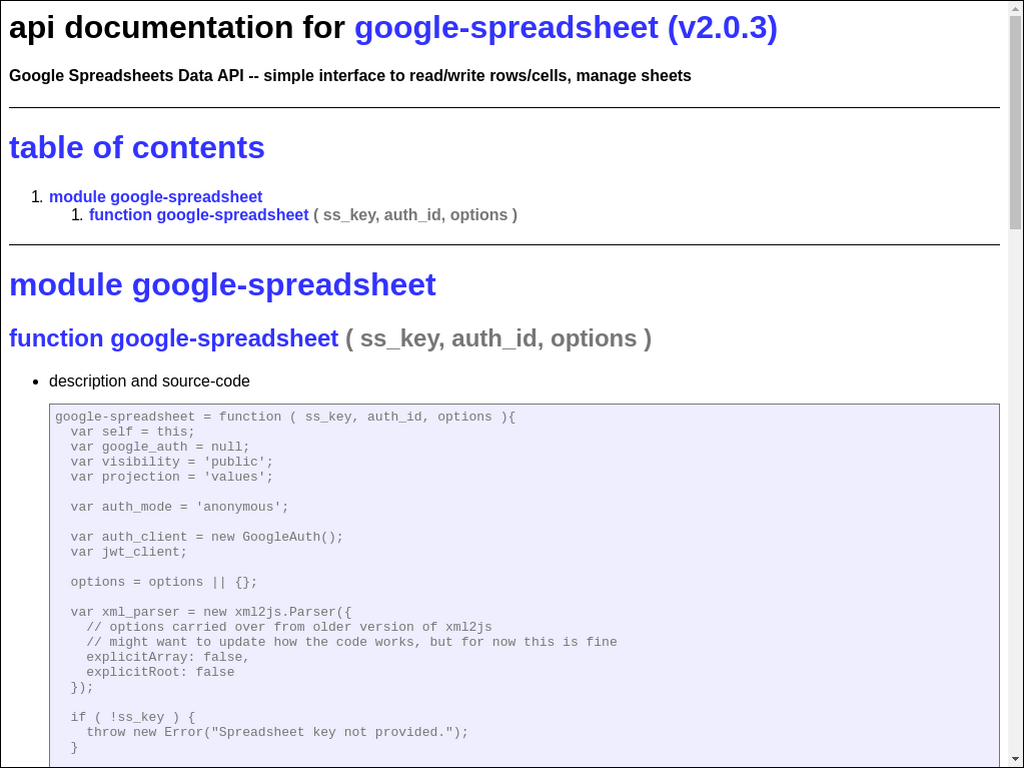 api documentation for google-spreadsheet (v2.0.3)
Google Spreadsheets Data API -- simple interface to read/write rows/cells, manage sheets
table of contents
1. module google-spreadsheet
1. function google-spreadsheet ( ss_key, auth_id, options )
module google-spreadsheet
function google-spreadsheet ( ss_key, auth_id, options )
• description and source-code
google-spreadsheet = function ( ss_key, auth_id, options ){
  var self = this;
  var google_auth = null;
  var visibility = 'public';
  var projection = 'values';
  var auth_mode = 'anonymous';
  var auth_client = new GoogleAuth();
  var jwt_client;
  options = options || {};
  var xml_parser = new xml2js.Parser({
    // options carried over from older version of xml2js
    // might want to update how the code works, but for now this is fine
    explicitArray: false,
    explicitRoot: false
  });
  if ( !ss_key ) {
    throw new Error("Spreadsheet key not provided.");
  }